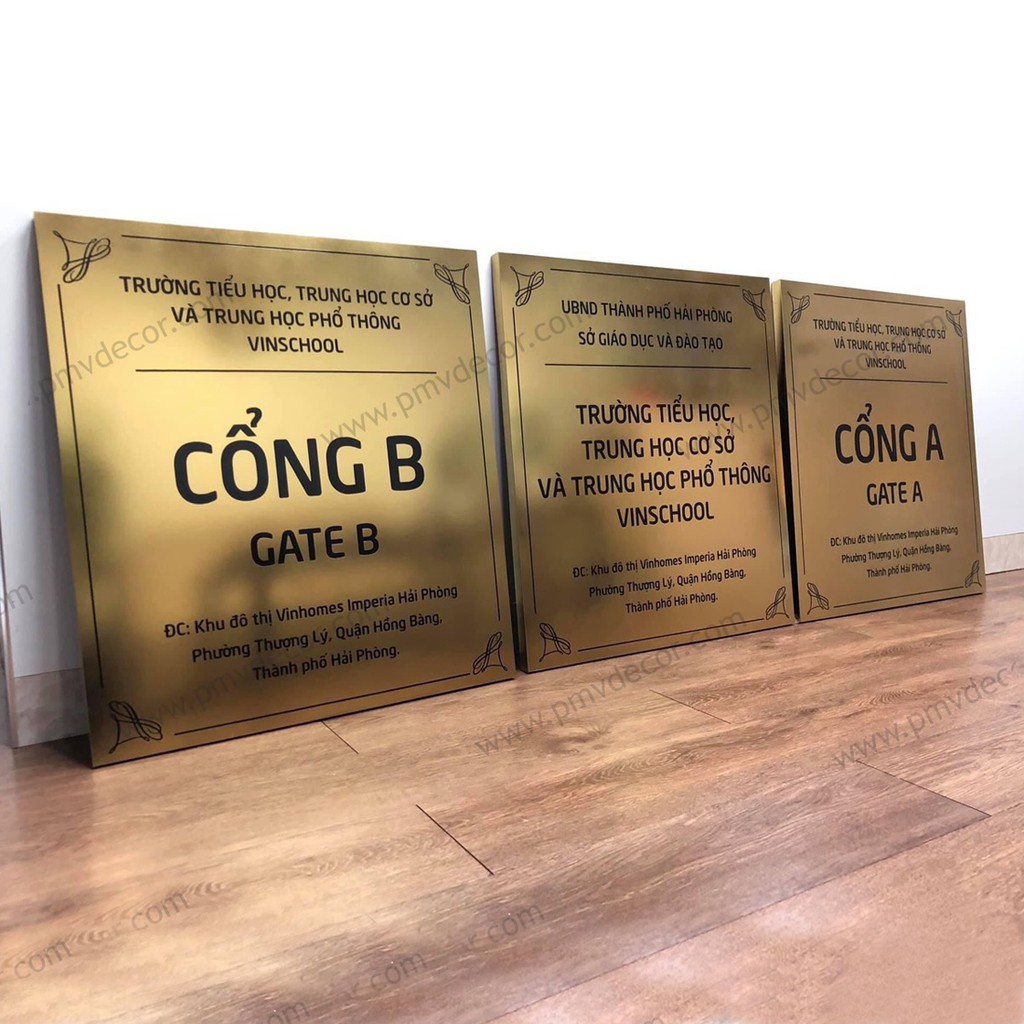 TRƯỜNG TIỂU HỌC, TRUNG HỌC CƠ SỞ
VÀ TRUNG HỌC PHỔ THÔNG
VINSCHOOL
CỔNG B
GATE B
ĐC: Khu đô thị Vinhomes Imperia Hải Phòng
Phường Thượng Lý, Quận Hồng Bàng,
Thành phố Hải Phòng.
UBND THÀNH PHỐ HẢI PHÒNG
SỞ GIÁO DỤC VÀ ĐÀO TẠO
TRƯỜNG TIỂU HỌC,
TRUNG HỌC CƠ SỞ
VÀ TRUNG HỌC PHỔ THÔNG
VINSCHOOL
ĐC: Khu đô thị Vinhomes Imperia Hải Phòng
Phường Thượng Lý, Quận Hồng Bàng,
Thành phố Hải Phòng.
TRƯỜNG TIỂU HỌC, TRUNG HỌC CƠ SỞ
VÀ TRUNG HỌC PHỔ THÔNG
VINSCHOOL
CỔNG A
GATE A
ĐC: Khu đô thị Vinhomes Imperia Hải Phòng
Phường Thượng Lý, Quận Hồng Bàng,
Thành phố Hải Phòng.
www.pmvdecor.com